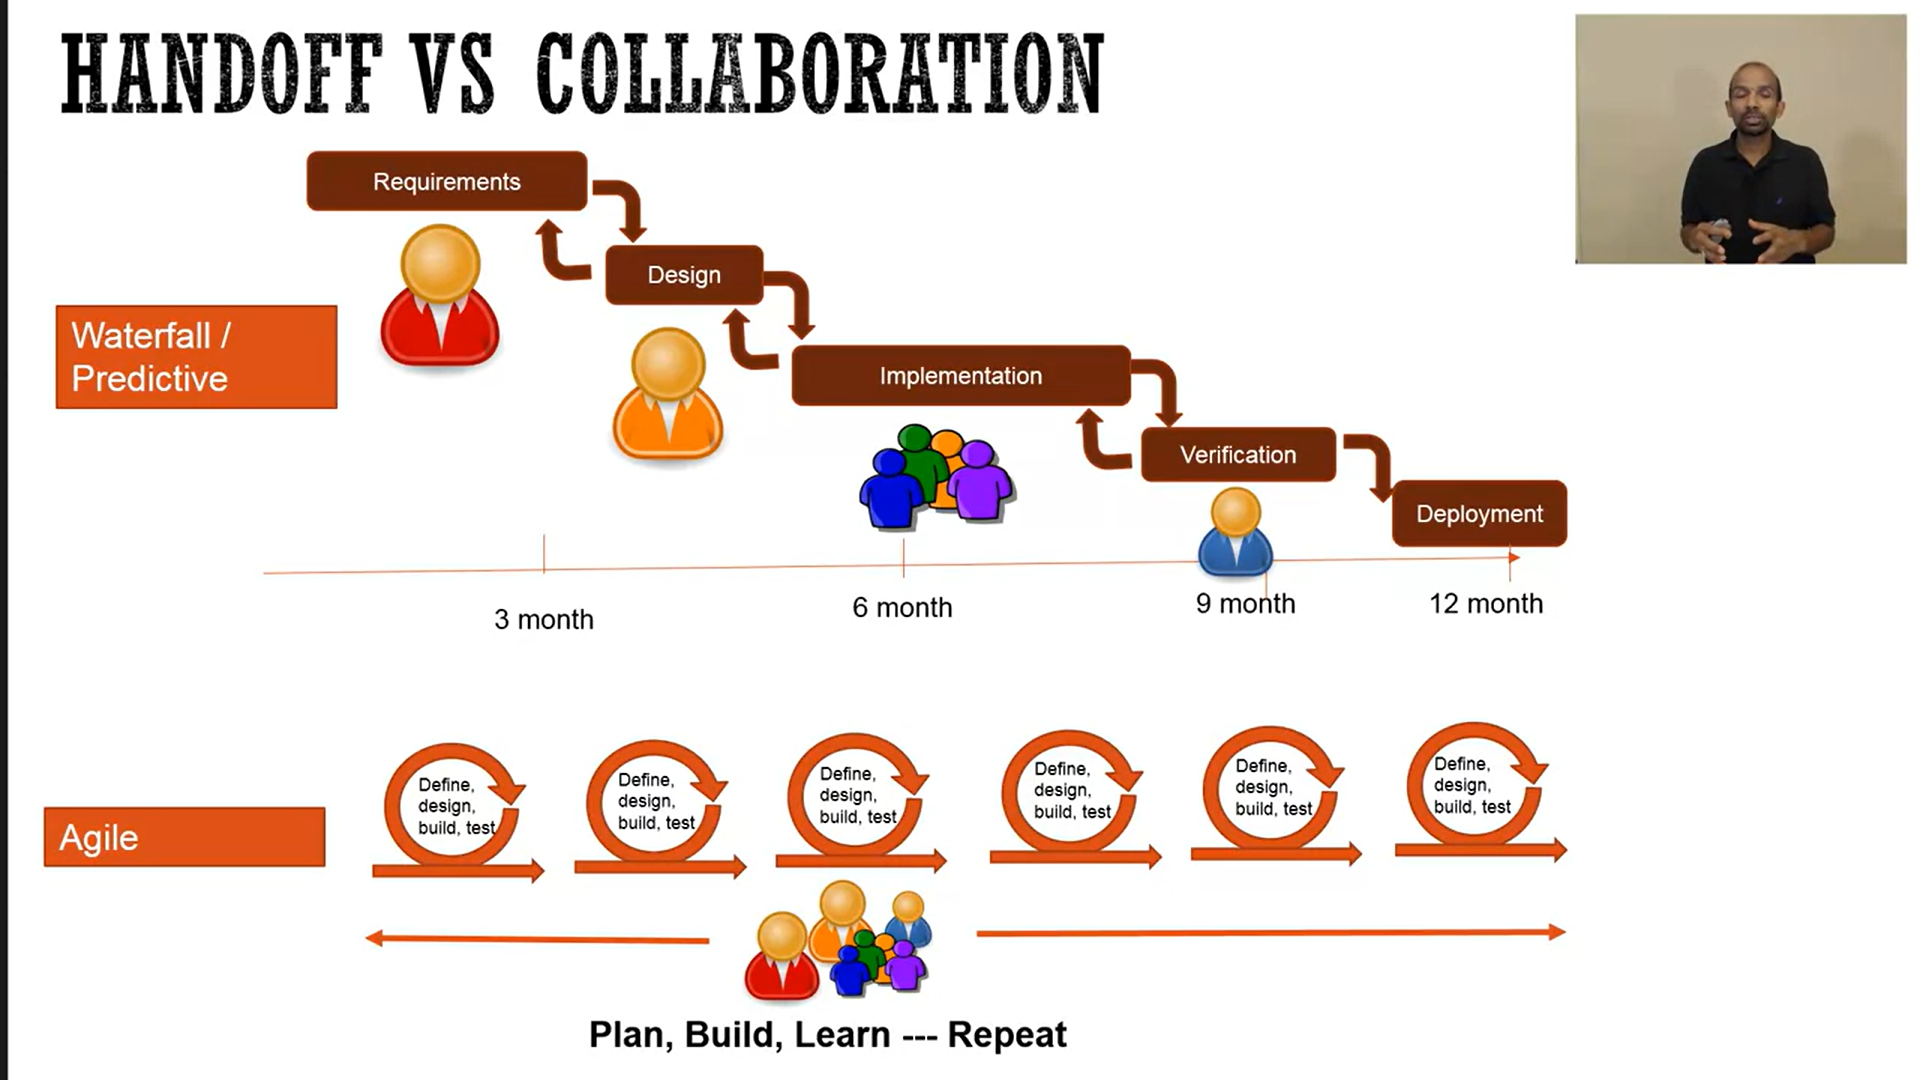 HANDOFF VS COLLABORATION
Requirements
Design
Waterfall /
Predictive
Implementation
Verification
Deployment
3 month
6 month
9 month
12 month
Agile
Define,
design,
build, test
Define,
design,
build, test
Define,
design,
build, test
Define,
design,
build, test
Define,
design,
build, test
Define,
design,
build, test
Plan, Build, Learn --- Repeat